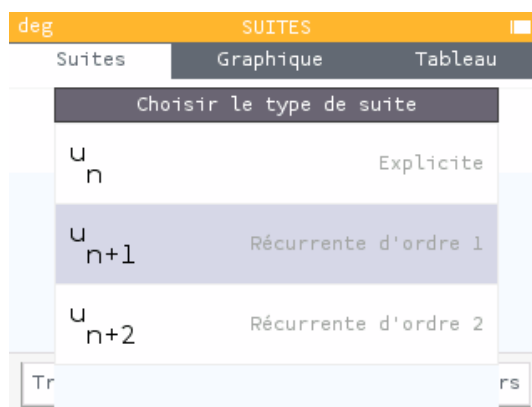 deg SUITES
Suites Graphique Tableau
Choisir le type de suite
u n Explicite
u n+1 Récurrente d'ordre 1
u n+2 Récurrente d'ordre 2
Tr rs